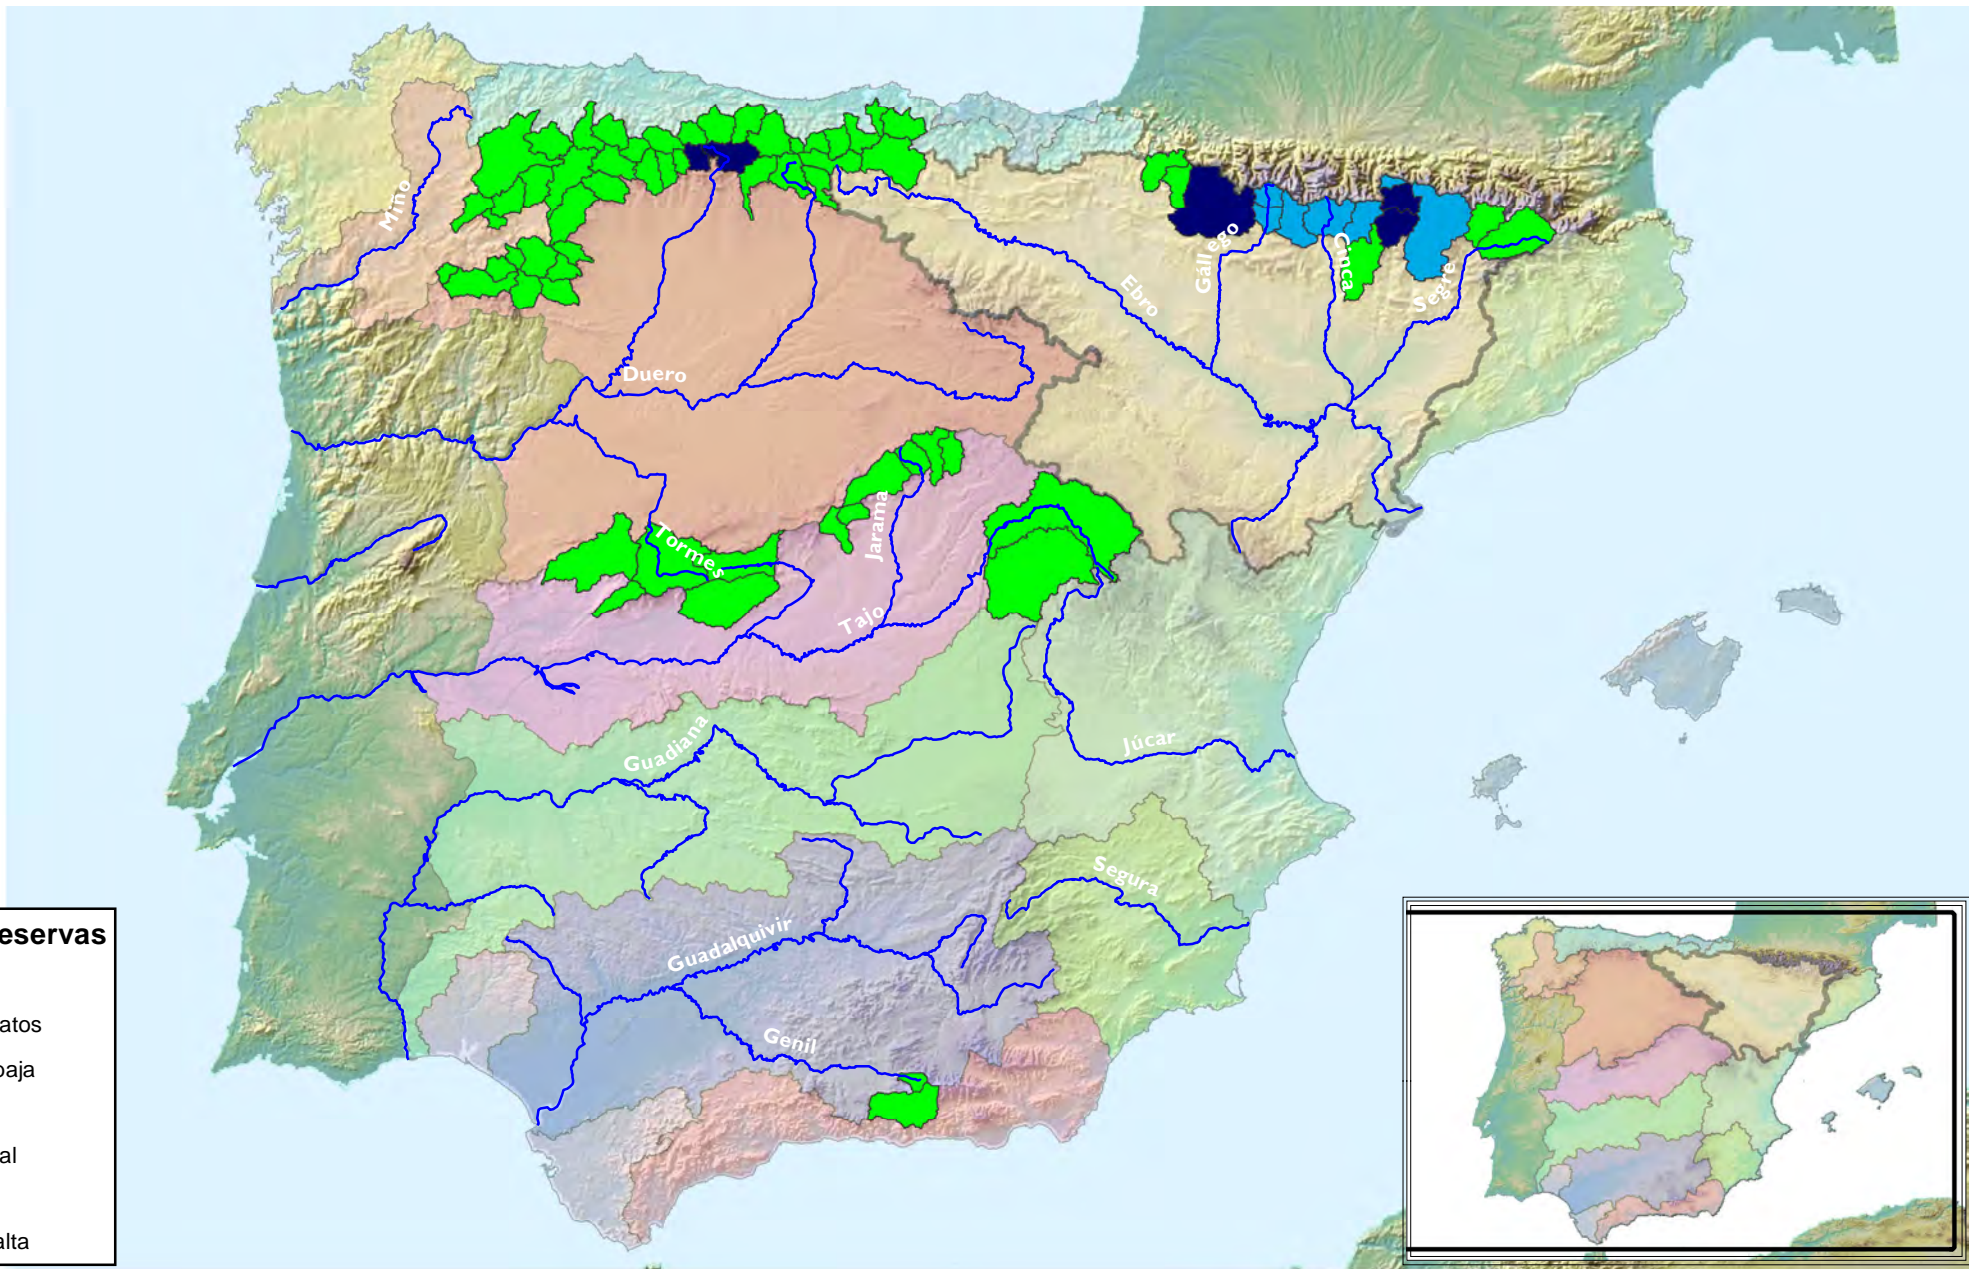 Miño
Duero
Ebro
Gállego
Cinca
Segre
Tormes
Jarama
Tajo
Guadiana
Júcar
Segura
Guadalquivir
Genil
eservas
atos
baja
al
alta